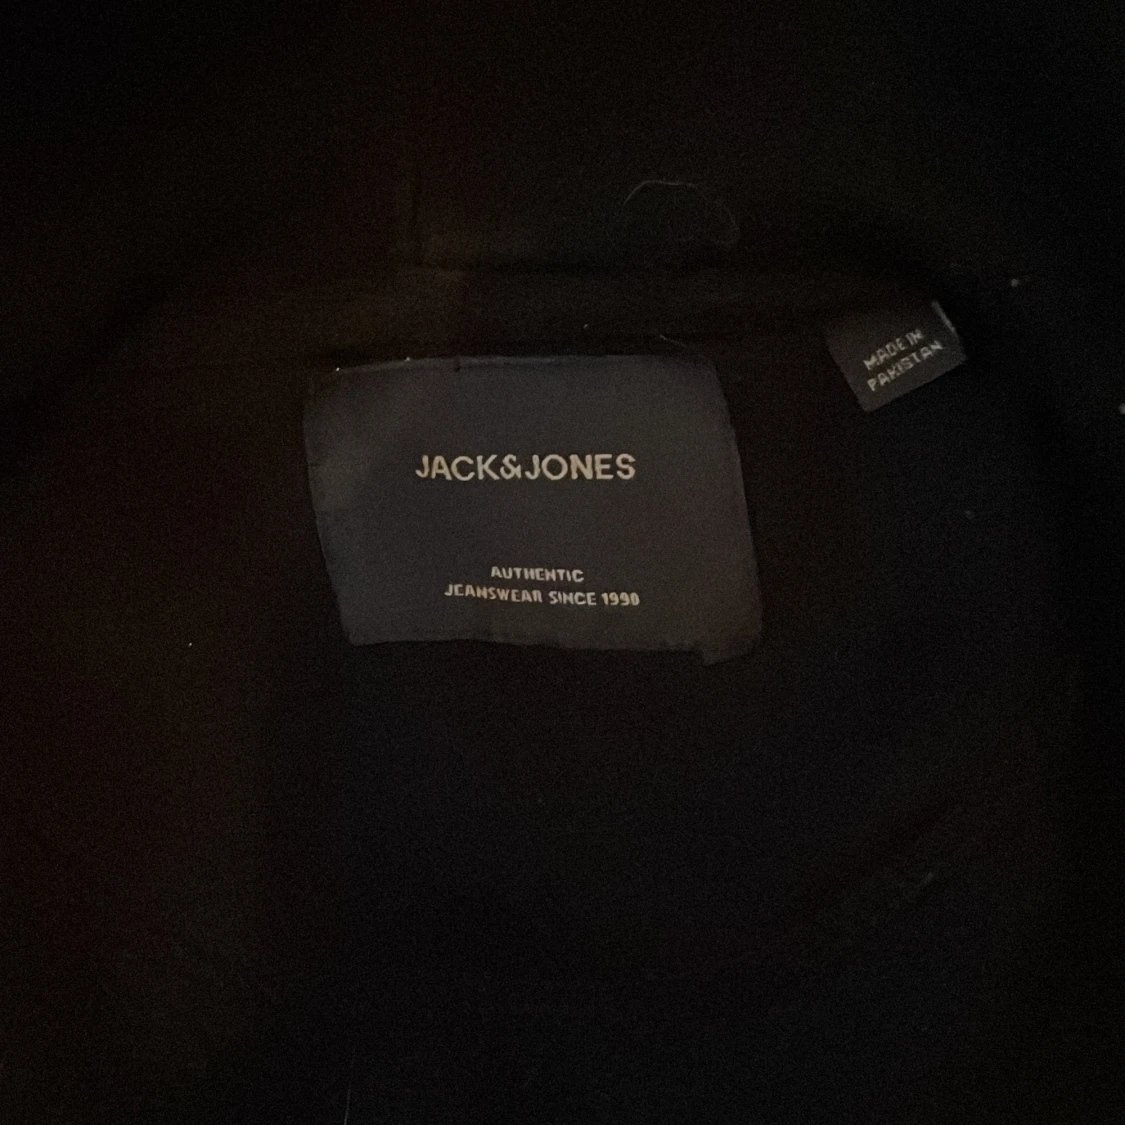 JACK&JONES
AUTHENTIC
JEANSWEAR SINCE 1990
MADE IN
PAKISTAN